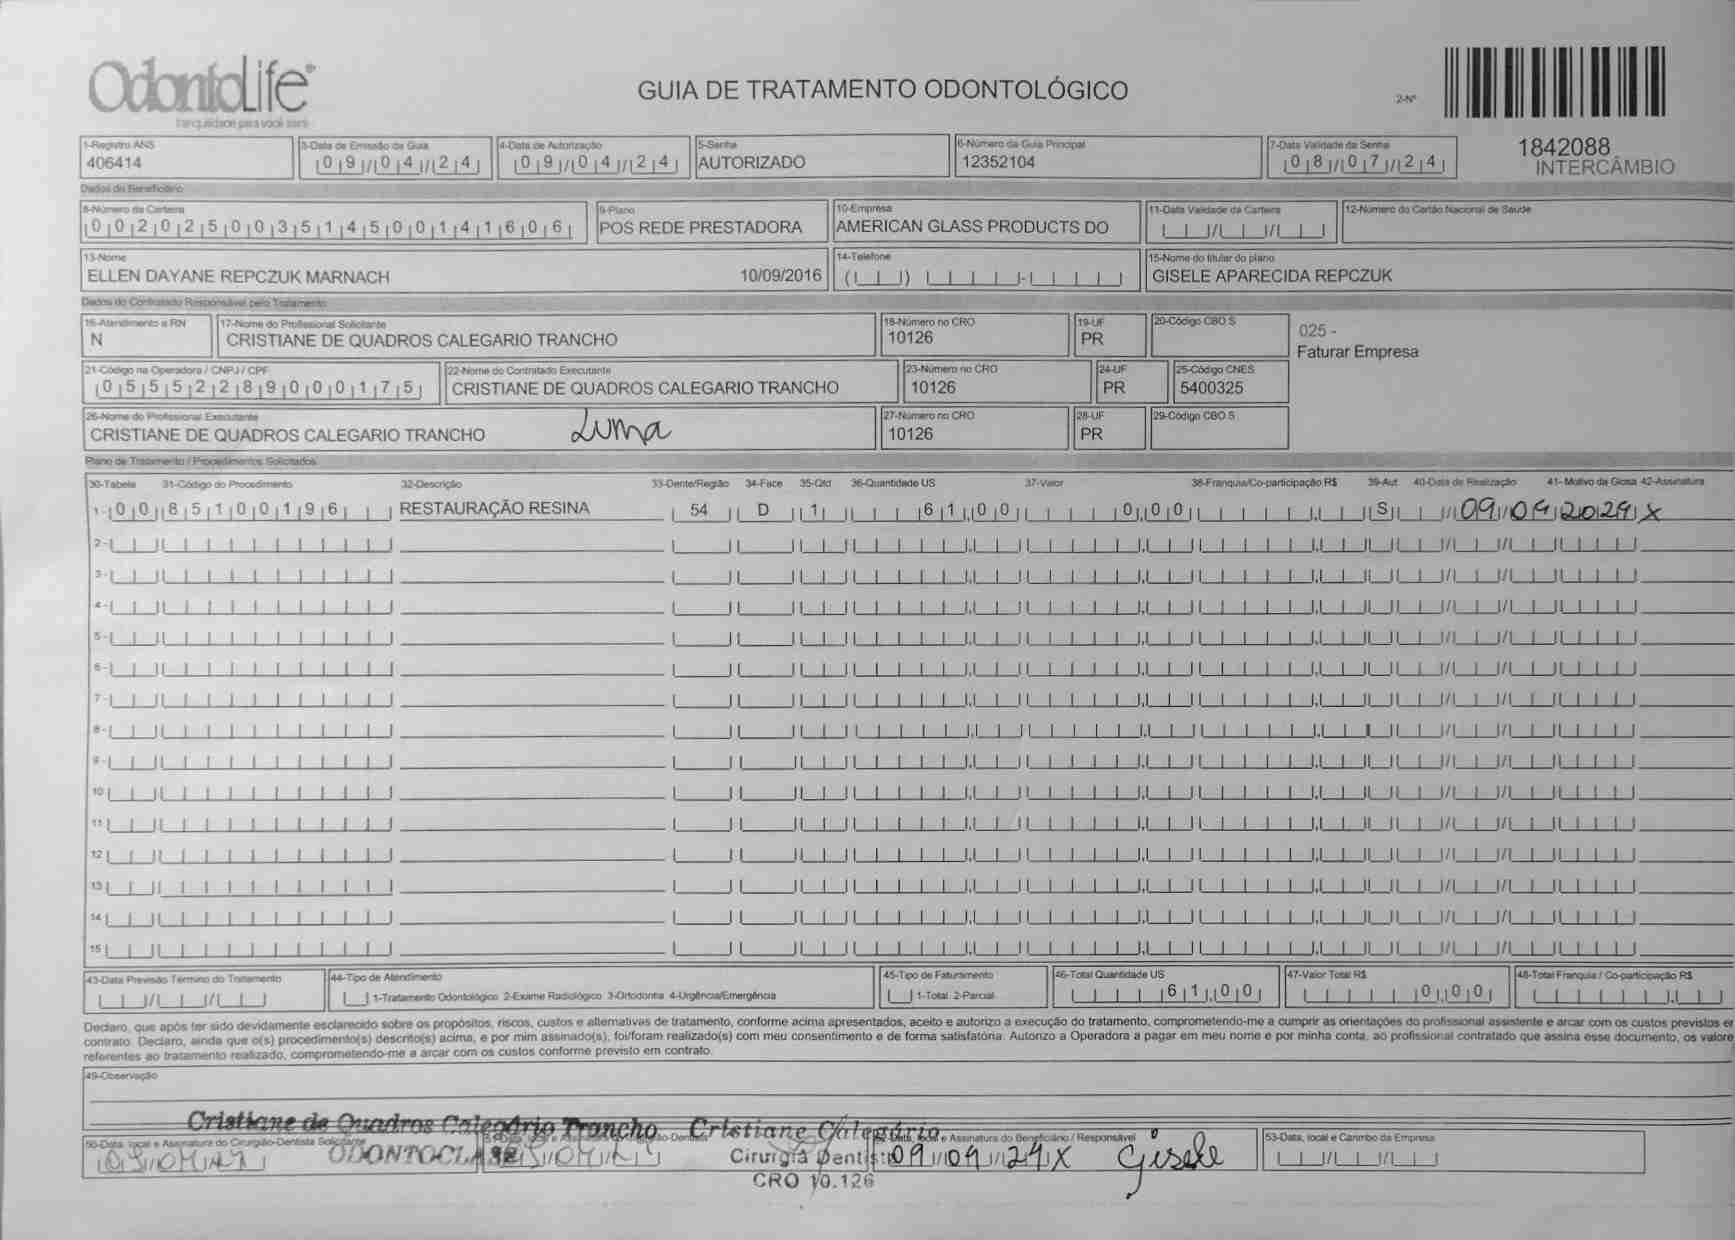 OdontoLife®
tranquilidade para você sorrir
GUIA DE TRATAMENTO ODONTOLÓGICO
2-Nº
1842088
INTERCÂMBIO
1-Registro ANS
406414
3-Data de Emissão da Guia
09/04/24
4-Data de Autorização
09/04/24
5-Senha
AUTORIZADO
6-Número da Guia Principal
12352104
7-Data Validade da Senha
08/07/24
Dados do Beneficiário
8-Número da Carteira
002025003514500141606
9-Plano
POS REDE PRESTADORA
10-Empresa
AMERICAN GLASS PRODUCTS DO
11-Data Validade da Carteira
12-Número do Cartão Nacional de Saúde
13-Nome
ELLEN DAYANE REPCZUK MARNACH 10/09/2016
14-Telefone
15-Nome do titular do plano
GISELE APARECIDA REPCZUK
Dados do Contratado Responsável pelo Tratamento
16-Atendimento a RN
N
17-Nome do Profissional Solicitante
CRISTIANE DE QUADROS CALEGARIO TRANCHO
18-Número no CRO
10126
19-UF
PR
20-Código CBO S
025 -
Faturar Empresa
21-Código na Operadora / CNPJ / CPF
05552289000175
22-Nome do Contratado Executante
CRISTIANE DE QUADROS CALEGARIO TRANCHO
23-Número no CRO
10126
24-UF
PR
25-Código CNES
5400325
26-Nome do Profissional Executante
CRISTIANE DE QUADROS CALEGARIO TRANCHO Luma
27-Número no CRO
10126
28-UF
PR
29-Código CBO S
Plano de Tratamento / Procedimentos Solicitados
30-Tabela 31-Código do Procedimento 32-Descrição 33-Dente/Região 34-Face 35-Qtd 36-Quantidade US 37-Valor 38-Franquia/Co-participação R$ 39-Aut 40-Data de Realização 41- Motivo da Glosa 42-Assinatura
1- 00 85100196 RESTAURAÇÃO RESINA 54 D 1 61,00 0,00 S 09/04/2024 X
2-
3-
4-
5-
6-
7-
8-
9-
10
11
12
13
14
15
43-Data Previsão Término do Tratamento
44-Tipo de Atendimento
1-Tratamento Odontológico 2-Exame Radiológico 3-Ortodontia 4-Urgência/Emergência
45-Tipo de Faturamento
1-Total 2-Parcial
46-Total Quantidade US
61,00
47-Valor Total R$
0,00
48-Total Franquia / Co-participação R$
Declaro, que após ter sido devidamente esclarecido sobre os propósitos, riscos, custos e alternativas de tratamento, conforme acima apresentados, aceito e autorizo a execução do tratamento, comprometendo-me a cumprir as orientações do profissional assistente e arcar com os custos previstos er
contrato. Declaro, ainda que o(s) procedimento(s) descrito(s) acima, e por mim assinado(s), foi/foram realizado(s) com meu consentimento e de forma satisfatória. Autorizo a Operadora a pagar em meu nome e por minha conta, ao profissional contratado que assina esse documento, os valore
referentes ao tratamento realizado, comprometendo-me a arcar com os custos conforme previsto em contrato.
49-Observação
Cristiane de Quadros Calegário Trancho
Cristiane Calegário
50-Data, local e Assinatura do Cirurgião-Dentista Solicitante
ODONTOCLASE
Cirurgiã Dentista
CRO 10.126
52-Data, local e Assinatura do Beneficiário / Responsável
09/04/24 X Gisele
53-Data, local e Carimbo da Empresa